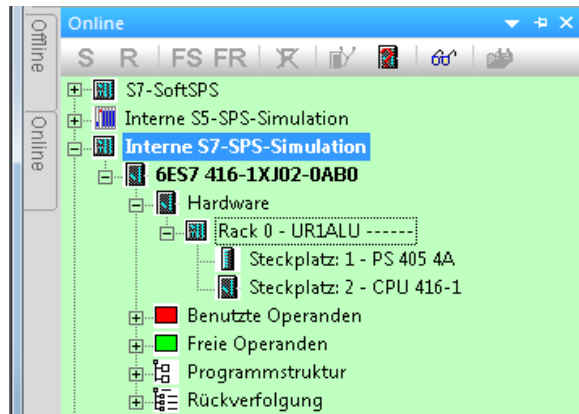 Offline
Online
Online
S R FS FR
S7-SoftSPS
Interne S5-SPS-Simulation
Interne S7-SPS-Simulation
6ES7 416-1XJ02-0AB0
Hardware
Rack 0 - UR1ALU ------
Steckplatz: 1 - PS 405 4A
Steckplatz: 2 - CPU 416-1
Benutzte Operanden
Freie Operanden
Programmstruktur
Rückverfolgung